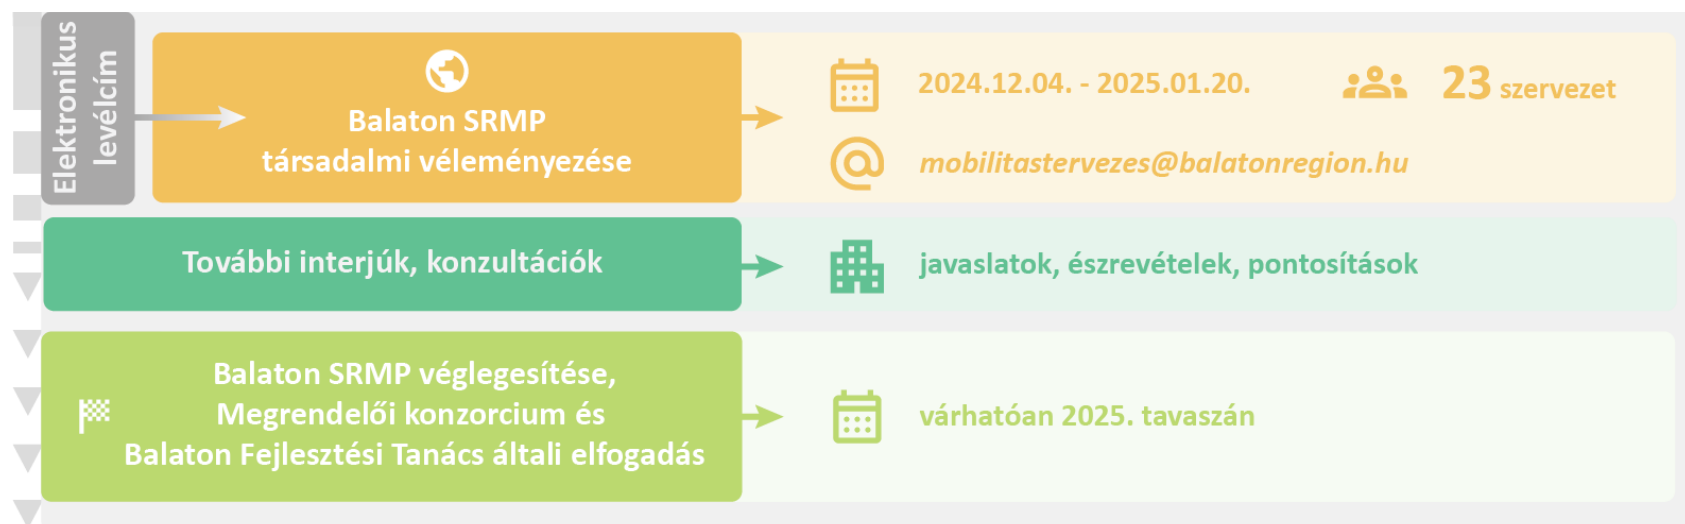 Elektronikus
levélcím
Balaton SRMP
társadalmi véleményezése
2024.12.04. - 2025.01.20.
23 szervezet
mobilitastervezes@balatonregion.hu
További interjúk, konzultációk
javaslatok, észrevételek, pontosítások
Balaton SRMP véglegesítése,
Megrendelői konzorcium és
Balaton Fejlesztési Tanács általi elfogadás
várhatóan 2025. tavaszán